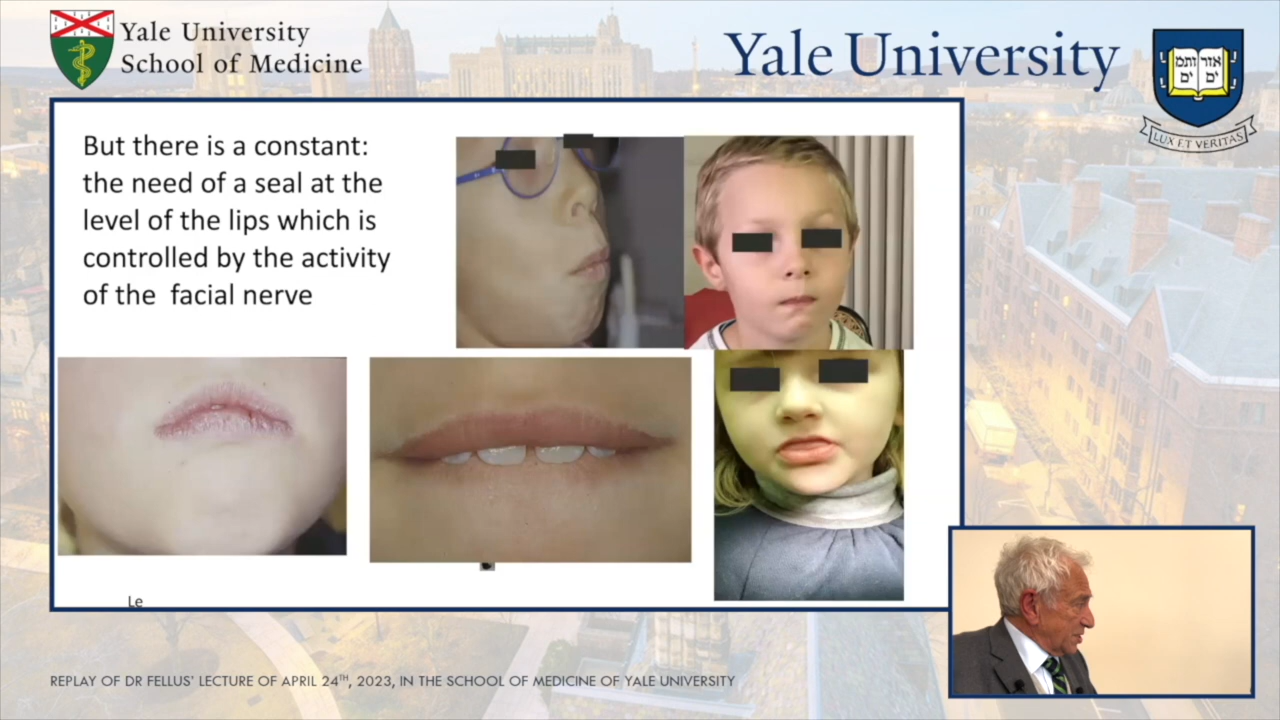 Yale University
School of Medicine
Yale University
אורים
ותמים
LUX ET VERITAS
But there is a constant:
the need of a seal at the
level of the lips which is
controlled by the activity
of the facial nerve
Le
REPLAY OF DR FELLUS' LECTURE OF APRIL 24TH, 2023, IN THE SCHOOL OF MEDICINE OF YALE UNIVERSITY